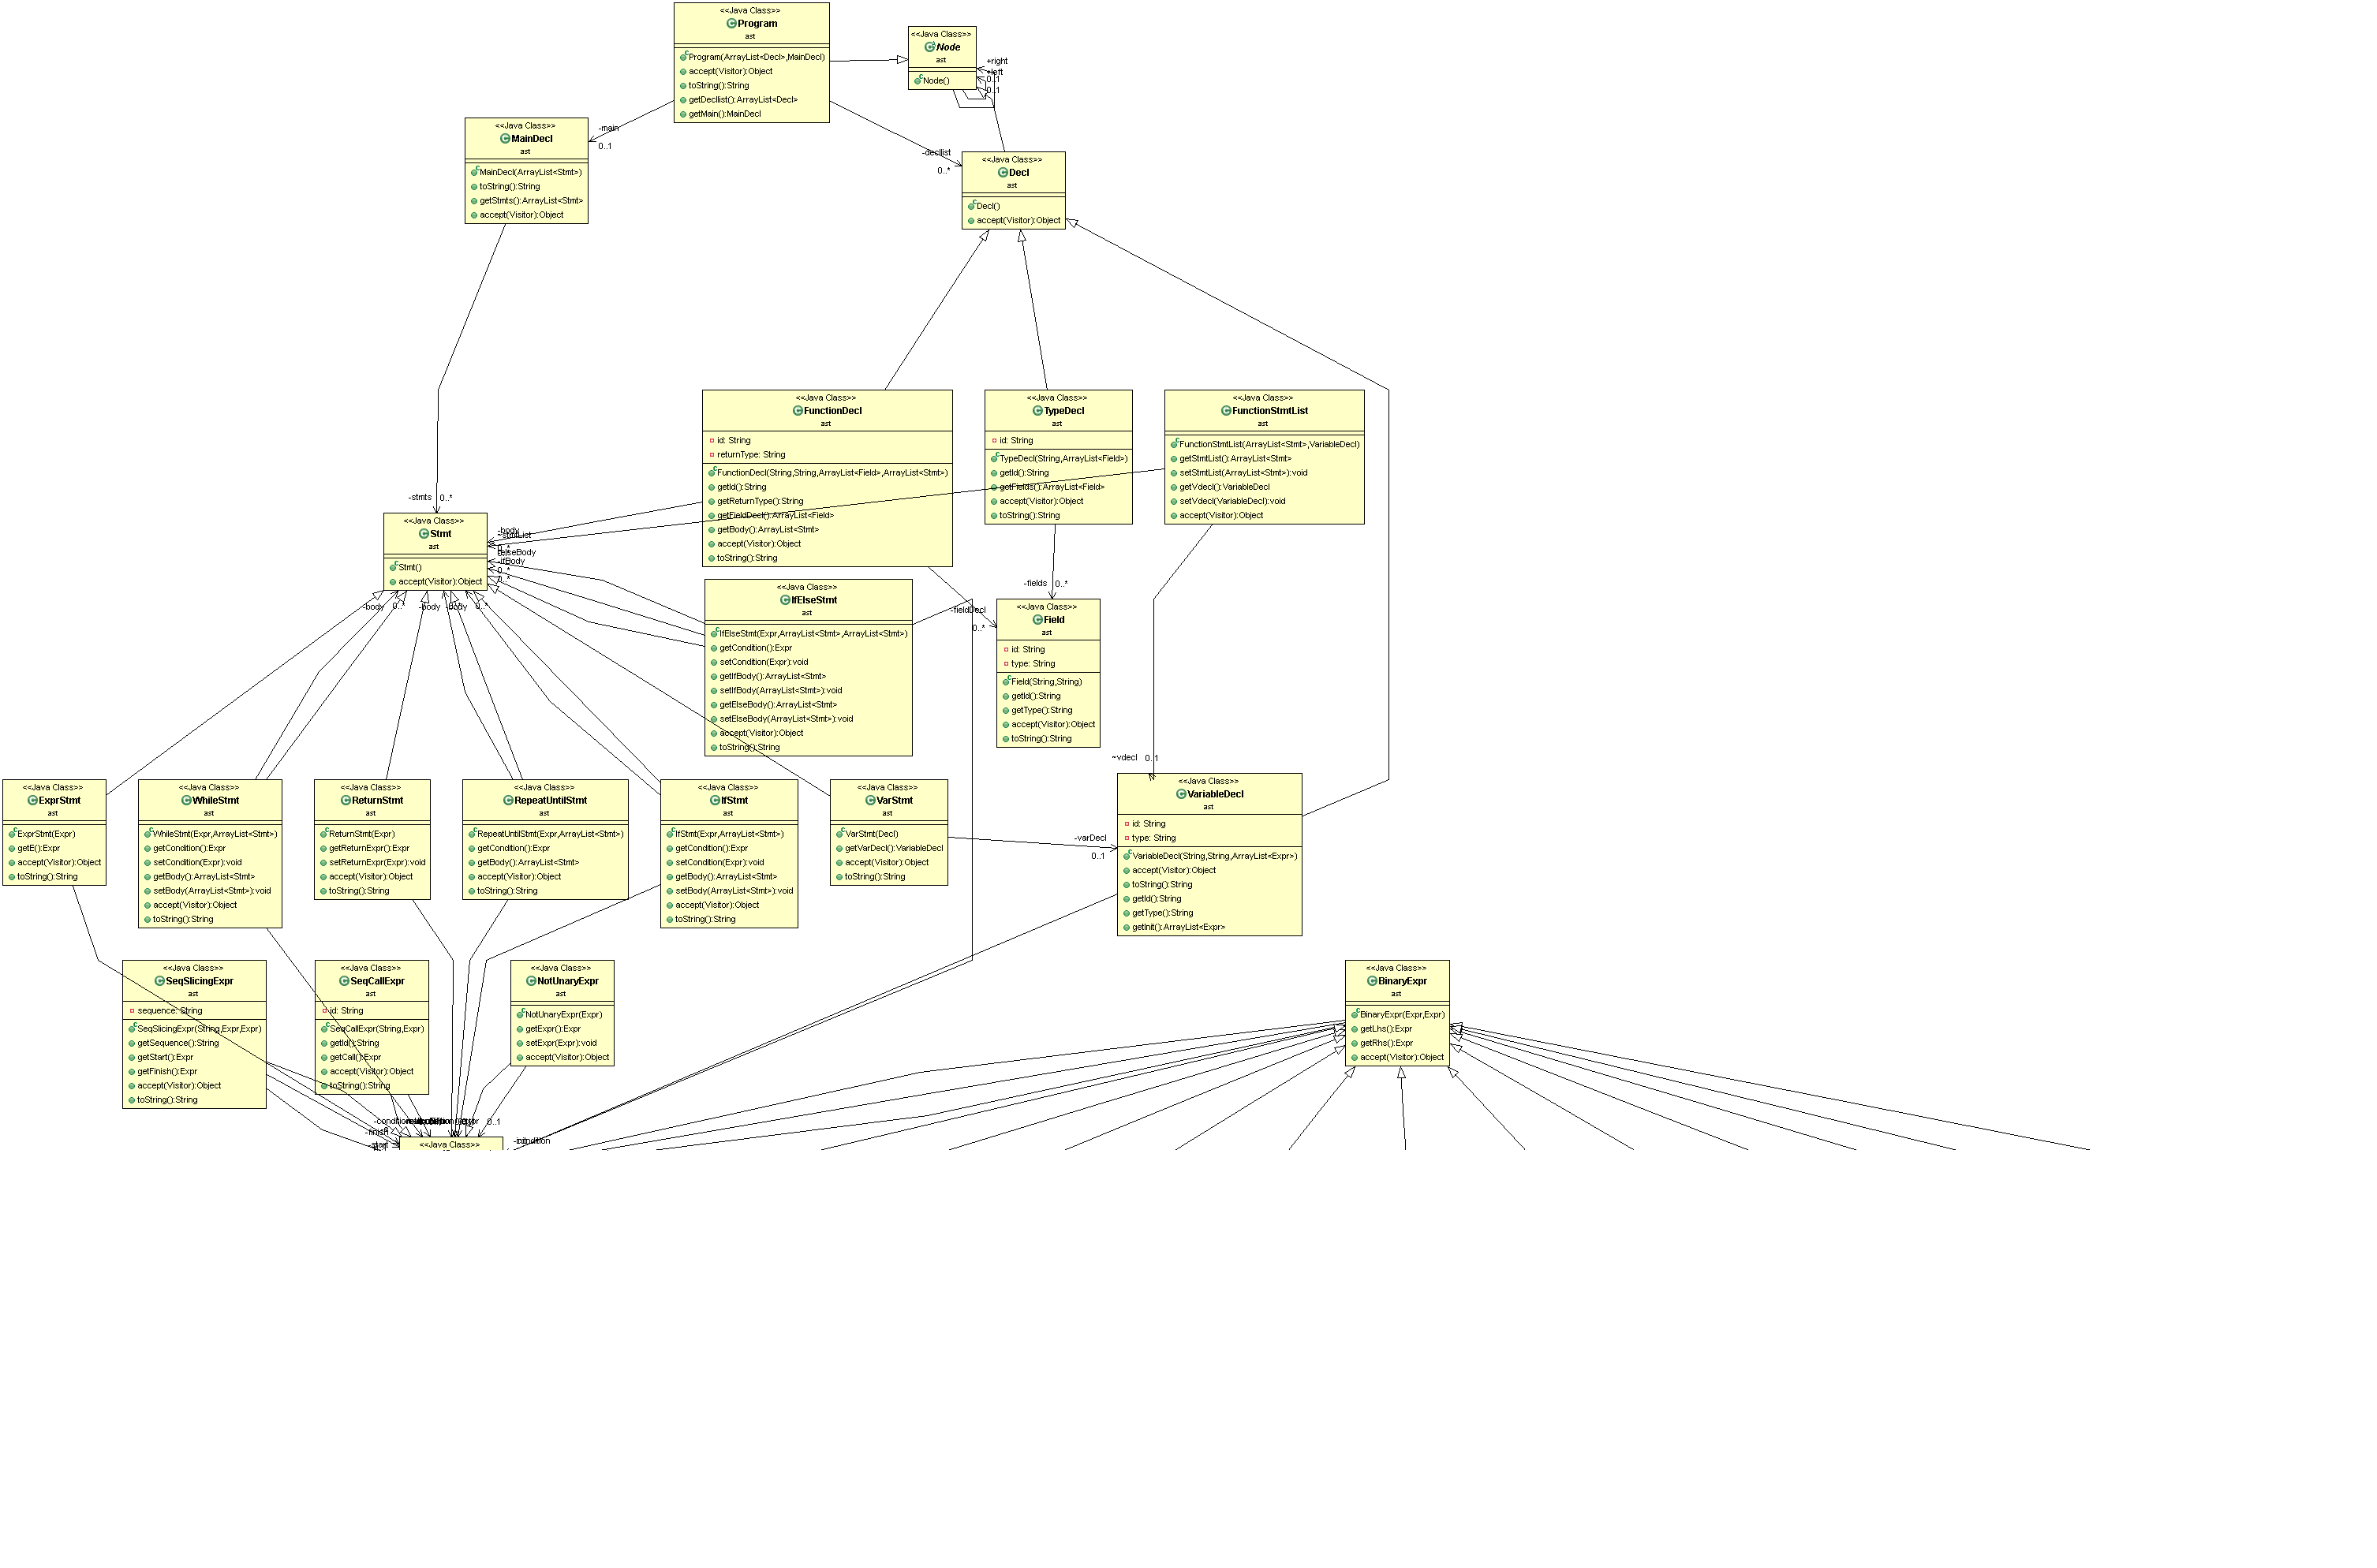 <<Java Class>>
Program
ast
Program(ArrayList<Decl>,MainDecl)
accept(Visitor):Object
toString():String
getDecllist():ArrayList<Decl>
getMain():MainDecl
<<Java Class>>
Node
ast
Node()
+right
+left
0..1
0..1
<<Java Class>>
MainDecl
ast
MainDecl(ArrayList<Stmt>)
toString():String
getStmts():ArrayList<Stmt>
accept(Visitor):Object
-main
0..1
-decllist
0..*
<<Java Class>>
Decl
ast
Decl()
accept(Visitor):Object
<<Java Class>>
FunctionDecl
ast
id: String
returnType: String
FunctionDecl(String,String,ArrayList<Field>,ArrayList<Stmt>)
getId():String
getReturnType():String
getFieldDecl():ArrayList<Field>
getBody():ArrayList<Stmt>
accept(Visitor):Object
toString():String
<<Java Class>>
TypeDecl
ast
id: String
TypeDecl(String,ArrayList<Field>)
getId():String
getFields():ArrayList<Field>
accept(Visitor):Object
toString():String
<<Java Class>>
FunctionStmtList
ast
FunctionStmtList(ArrayList<Stmt>,VariableDecl)
getStmtList():ArrayList<Stmt>
setStmtList(ArrayList<Stmt>):void
getVdecl():VariableDecl
setVdecl(VariableDecl):void
accept(Visitor):Object
-stmts
0..*
<<Java Class>>
Stmt
ast
Stmt()
accept(Visitor):Object
-body
~stmtList
0..*
-elseBody
-ifBody
0..*
0..*
-body
0..*
-body
-body
0..*
<<Java Class>>
IfElseStmt
ast
IfElseStmt(Expr,ArrayList<Stmt>,ArrayList<Stmt>)
getCondition():Expr
setCondition(Expr):void
getIfBody():ArrayList<Stmt>
setIfBody(ArrayList<Stmt>):void
getElseBody():ArrayList<Stmt>
setElseBody(ArrayList<Stmt>):void
accept(Visitor):Object
toString():String
-fieldDecl
0..*
-fields
0..*
<<Java Class>>
Field
ast
id: String
type: String
Field(String,String)
getId():String
getType():String
accept(Visitor):Object
toString():String
~vdecl
0..1
<<Java Class>>
ExprStmt
ast
ExprStmt(Expr)
getE():Expr
accept(Visitor):Object
toString():String
<<Java Class>>
WhileStmt
ast
WhileStmt(Expr,ArrayList<Stmt>)
getCondition():Expr
setCondition(Expr):void
getBody():ArrayList<Stmt>
setBody(ArrayList<Stmt>):void
accept(Visitor):Object
toString():String
<<Java Class>>
ReturnStmt
ast
ReturnStmt(Expr)
getReturnExpr():Expr
setReturnExpr(Expr):void
accept(Visitor):Object
toString():String
<<Java Class>>
RepeatUntilStmt
ast
RepeatUntilStmt(Expr,ArrayList<Stmt>)
getCondition():Expr
getBody():ArrayList<Stmt>
accept(Visitor):Object
toString():String
<<Java Class>>
IfStmt
ast
IfStmt(Expr,ArrayList<Stmt>)
getCondition():Expr
setCondition(Expr):void
getBody():ArrayList<Stmt>
setBody(ArrayList<Stmt>):void
accept(Visitor):Object
toString():String
<<Java Class>>
VarStmt
ast
VarStmt(Decl)
getVarDecl():VariableDecl
accept(Visitor):Object
toString():String
-varDecl
0..1
<<Java Class>>
VariableDecl
ast
id: String
type: String
VariableDecl(String,String,ArrayList<Expr>)
accept(Visitor):Object
toString():String
getId():String
getType():String
getInit():ArrayList<Expr>
<<Java Class>>
SeqSlicingExpr
ast
sequence: String
SeqSlicingExpr(String,Expr,Expr)
getSequence():String
getStart():Expr
getFinish():Expr
accept(Visitor):Object
toString():String
<<Java Class>>
SeqCallExpr
ast
id: String
SeqCallExpr(String,Expr)
getId():String
getCall():Expr
accept(Visitor):Object
toString():String
<<Java Class>>
NotUnaryExpr
ast
NotUnaryExpr(Expr)
getExpr():Expr
setExpr(Expr):void
accept(Visitor):Object
<<Java Class>>
BinaryExpr
ast
BinaryExpr(Expr,Expr)
getLhs():Expr
getRhs():Expr
accept(Visitor):Object
-condition
0..1
-finish
-start
<<Java Class>>